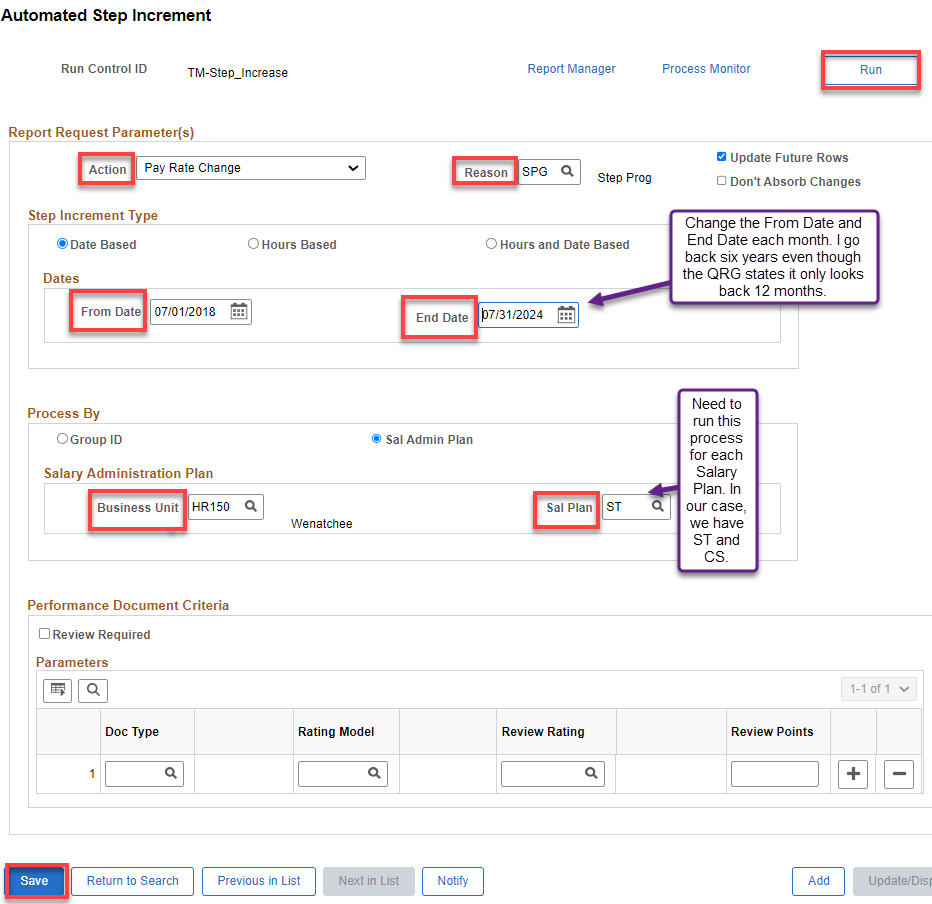 Automated Step Increment
Run Control ID TM-Step_Increase Report Manager Process Monitor Run
Report Request Parameter(s)
Action Pay Rate Change Reason SPG Step Prog
Update Future Rows
Don't Absorb Changes
Step Increment Type
Date Based Hours Based Hours and Date Based
Change the From Date and
End Date each month. I go
back six years even though
the QRG states it only looks
back 12 months.
Dates
From Date 07/01/2018 End Date 07/31/2024
Process By
Group ID Sal Admin Plan
Need to
run this
process
for each
Salary
Plan. In
our case,
we have
ST and
CS.
Salary Administration Plan
Business Unit HR150 Wenatchee Sal Plan ST
Performance Document Criteria
Review Required
Parameters
1-1 of 1
Doc Type Rating Model Review Rating Review Points
1
Save Return to Search Previous in List Next in List Notify Add Update/Disp